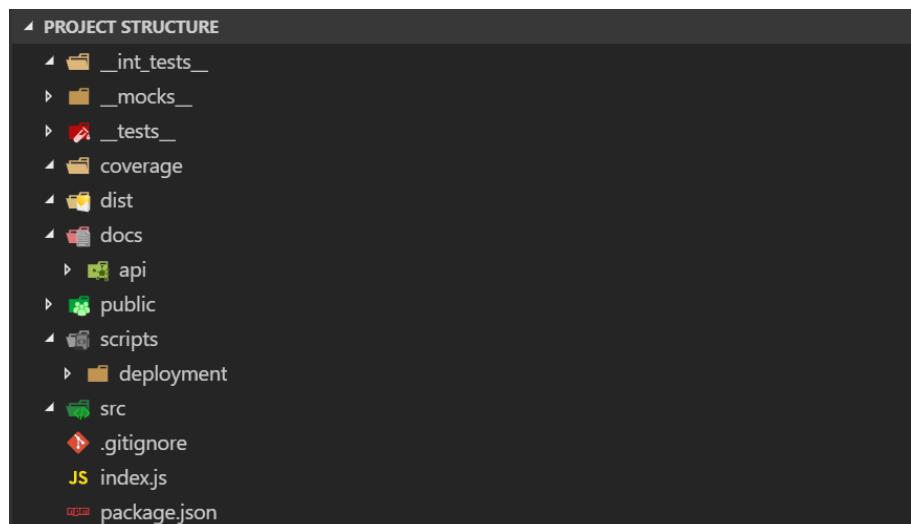 PROJECT STRUCTURE
__int_tests__
__mocks__
__tests__
coverage
dist
docs
api
public
scripts
deployment
src
.gitignore
JS index.js
package.json